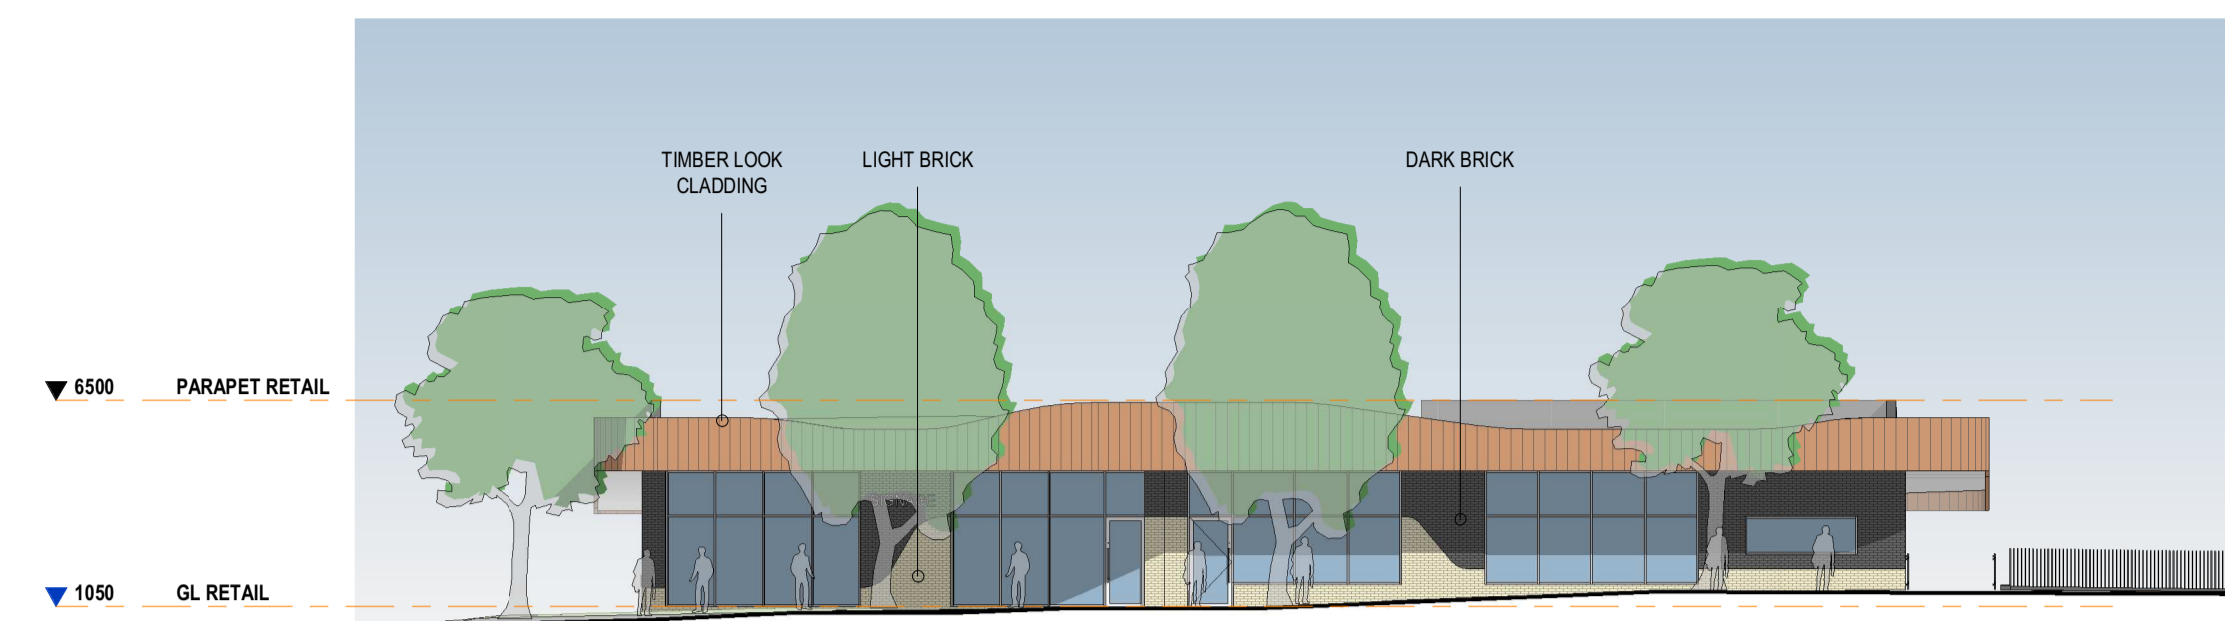 TIMBER LOOK
CLADDING
LIGHT BRICK
DARK BRICK
6500 PARAPET RETAIL
1050 GL RETAIL